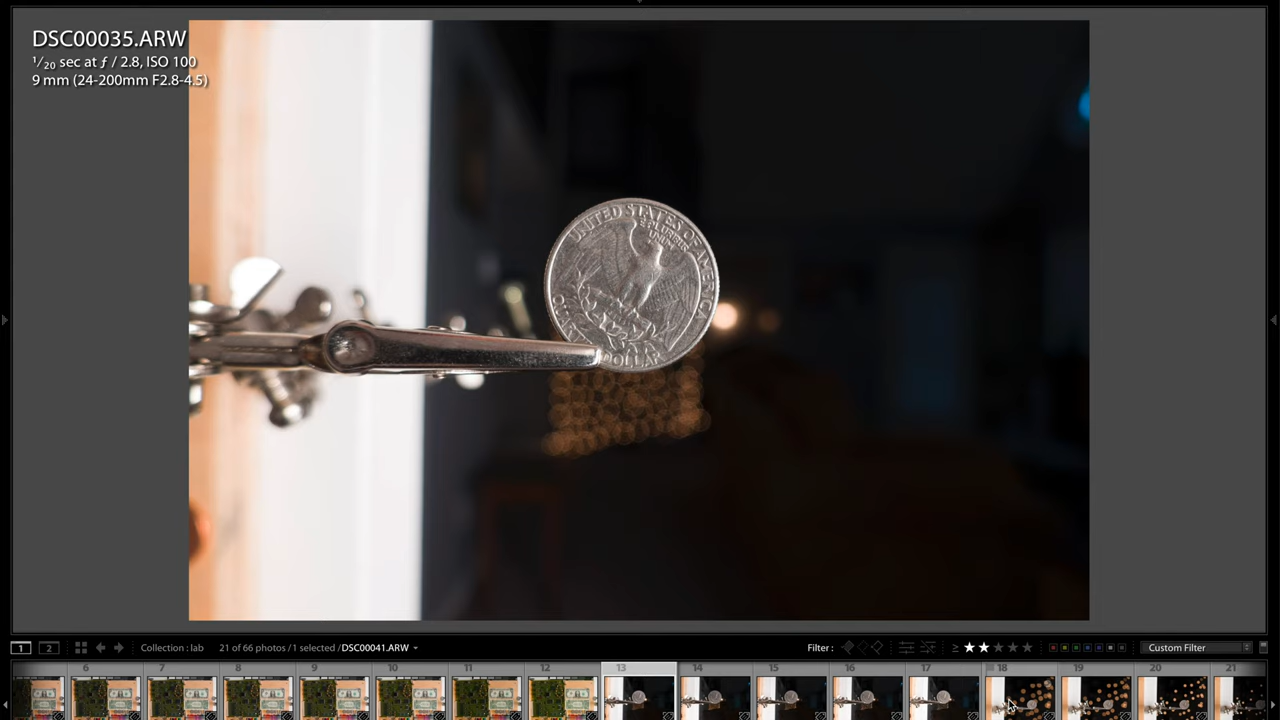 DSC00035.ARW
1/20 sec at ƒ / 2.8, ISO 100
9 mm (24-200mm F2.8-4.5)
UNITED STATES OF AMERICA
E PLURIBUS
UNUM
QUARTER DOLLAR
1 2 Collection : lab 21 of 66 photos / 1 selected / DSC00041.ARW Filter : ≥ ★★★★★ Custom Filter
6 7 8 9 10 11 12 13 14 15 16 17 18 19 20 21